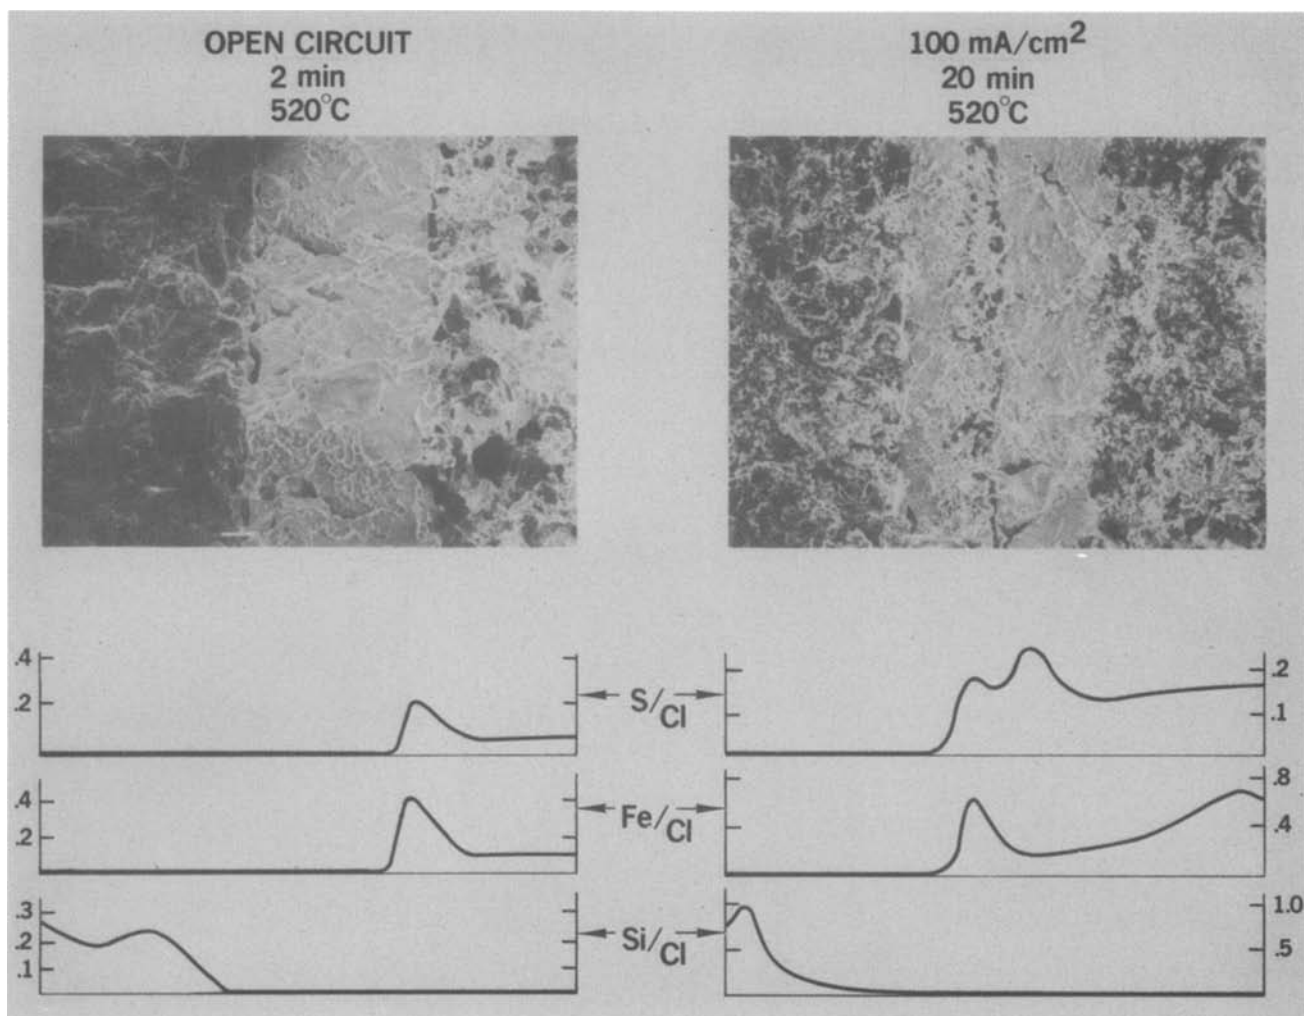 OPEN CIRCUIT
2 min
520°C
100 mA/cm²
20 min
520°C
.4
.2
S/Cl
.2
.1
.4
.2
Fe/Cl
.8
.4
.3
.2
.1
Si/Cl
1.0
.5